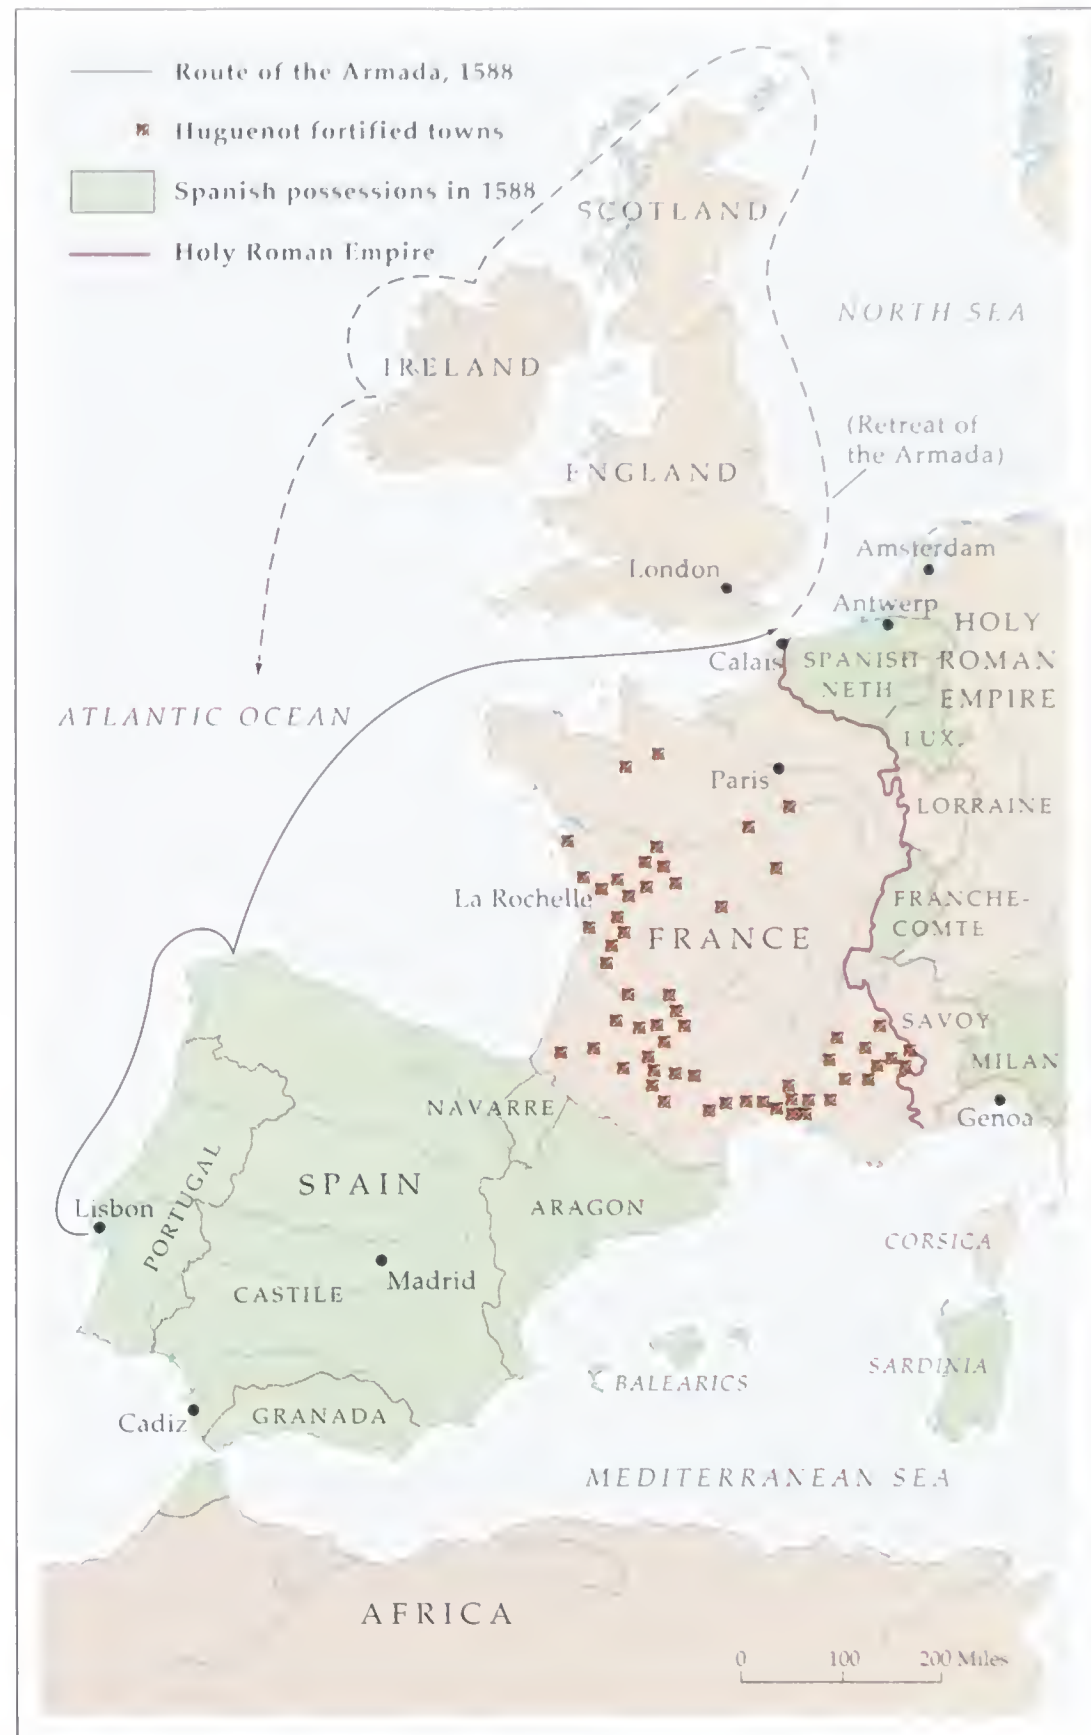 Route of the Armada, 1588
Huguenot fortified towns
Spanish possessions in 1588
Holy Roman Empire
SCOTLAND
NORTH SEA
IRELAND
(Retreat of
the Armada)
ENGLAND
Amsterdam
London
Antwerp
HOLY
ROMAN
EMPIRE
Calais
SPANISH
NETH
ATLANTIC OCEAN
LUX.
Paris
LORRAINE
La Rochelle
FRANCHE-
COMTE
FRANCE
SAVOY
MILAN
NAVARRE
Genoa
SPAIN
PORTUGAL
Lisbon
ARAGON
CORSICA
Madrid
CASTILE
SARDINIA
BALEARICS
Cadiz
GRANADA
MEDITERRANEAN SEA
AFRICA
0 100 200 Miles